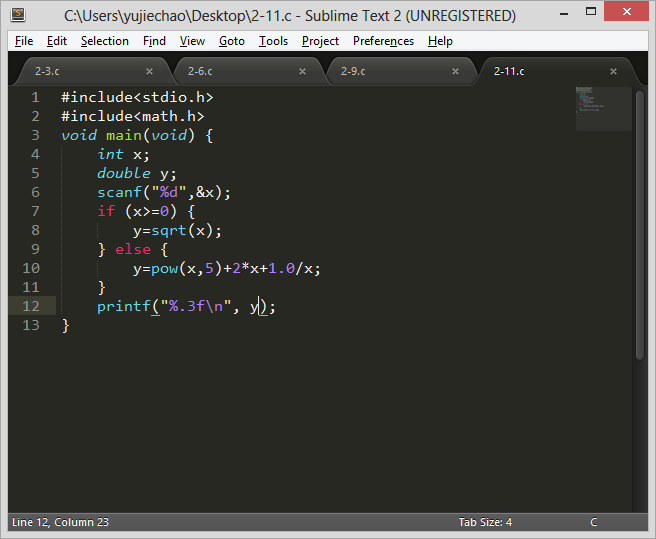 C:\Users\yujiechao\Desktop\2-11.c - Sublime Text 2 (UNREGISTERED)
File Edit Selection Find View Goto Tools Project Preferences Help
2-3.c 2-6.c 2-9.c 2-11.c
1 #include<stdio.h>
2 #include<math.h>
3 void main(void) {
4 int x;
5 double y;
6 scanf("%d",&x);
7 if (x>=0) {
8 y=sqrt(x);
9 } else {
10 y=pow(x,5)+2*x+1.0/x;
11 }
12 printf("%.3f\n", y);
13 }
Line 12, Column 23 Tab Size: 4 C